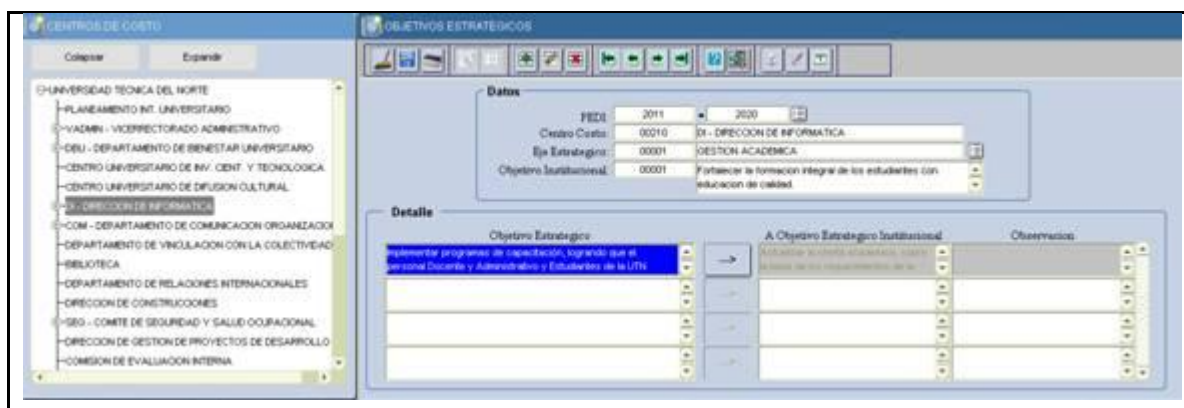 CENTROS DE COSTO
Colapsar Expandir
UNIVERSIDAD TECNICA DEL NORTE
PLANEAMIENTO INT. UNIVERSITARIO
VADMIN - VICERRECTORADO ADMINISTRATIVO
DBU - DEPARTAMENTO DE BIENESTAR UNIVERSITARIO
CENTRO UNIVERSITARIO DE INV. CIENT. Y TECNOLOGICA
CENTRO UNIVERSITARIO DE DIFUSION CULTURAL
DI - DIRECCION DE INFORMATICA
COM - DEPARTAMENTO DE COMUNICACION ORGANIZACION
DEPARTAMENTO DE VINCULACION CON LA COLECTIVIDAD
BIBLIOTECA
DEPARTAMENTO DE RELACIONES INTERNACIONALES
DIRECCION DE CONSTRUCCIONES
SEG - COMITE DE SEGURIDAD Y SALUD OCUPACIONAL
DIRECCION DE GESTION DE PROYECTOS DE DESARROLLO
COMISION DE EVALUACION INTERNA
OBJETIVOS ESTRATEGICOS
Datos
PEDI 2011 - 2020
Centro Costo 00010 DI - DIRECCION DE INFORMATICA
Eje Estrategico 00001 GESTION ACADEMICA
Objetivo Institucional 00001 Fortalecer la formacion integral de los estudiantes con
educacion de calidad.
Detalle
Objetivo Estrategico A Objetivo Estrategico Institucional Observacion
Implementar programas de capacitación, logrando que el
personal Docente y Administrativo y Estudiantes de la UTN